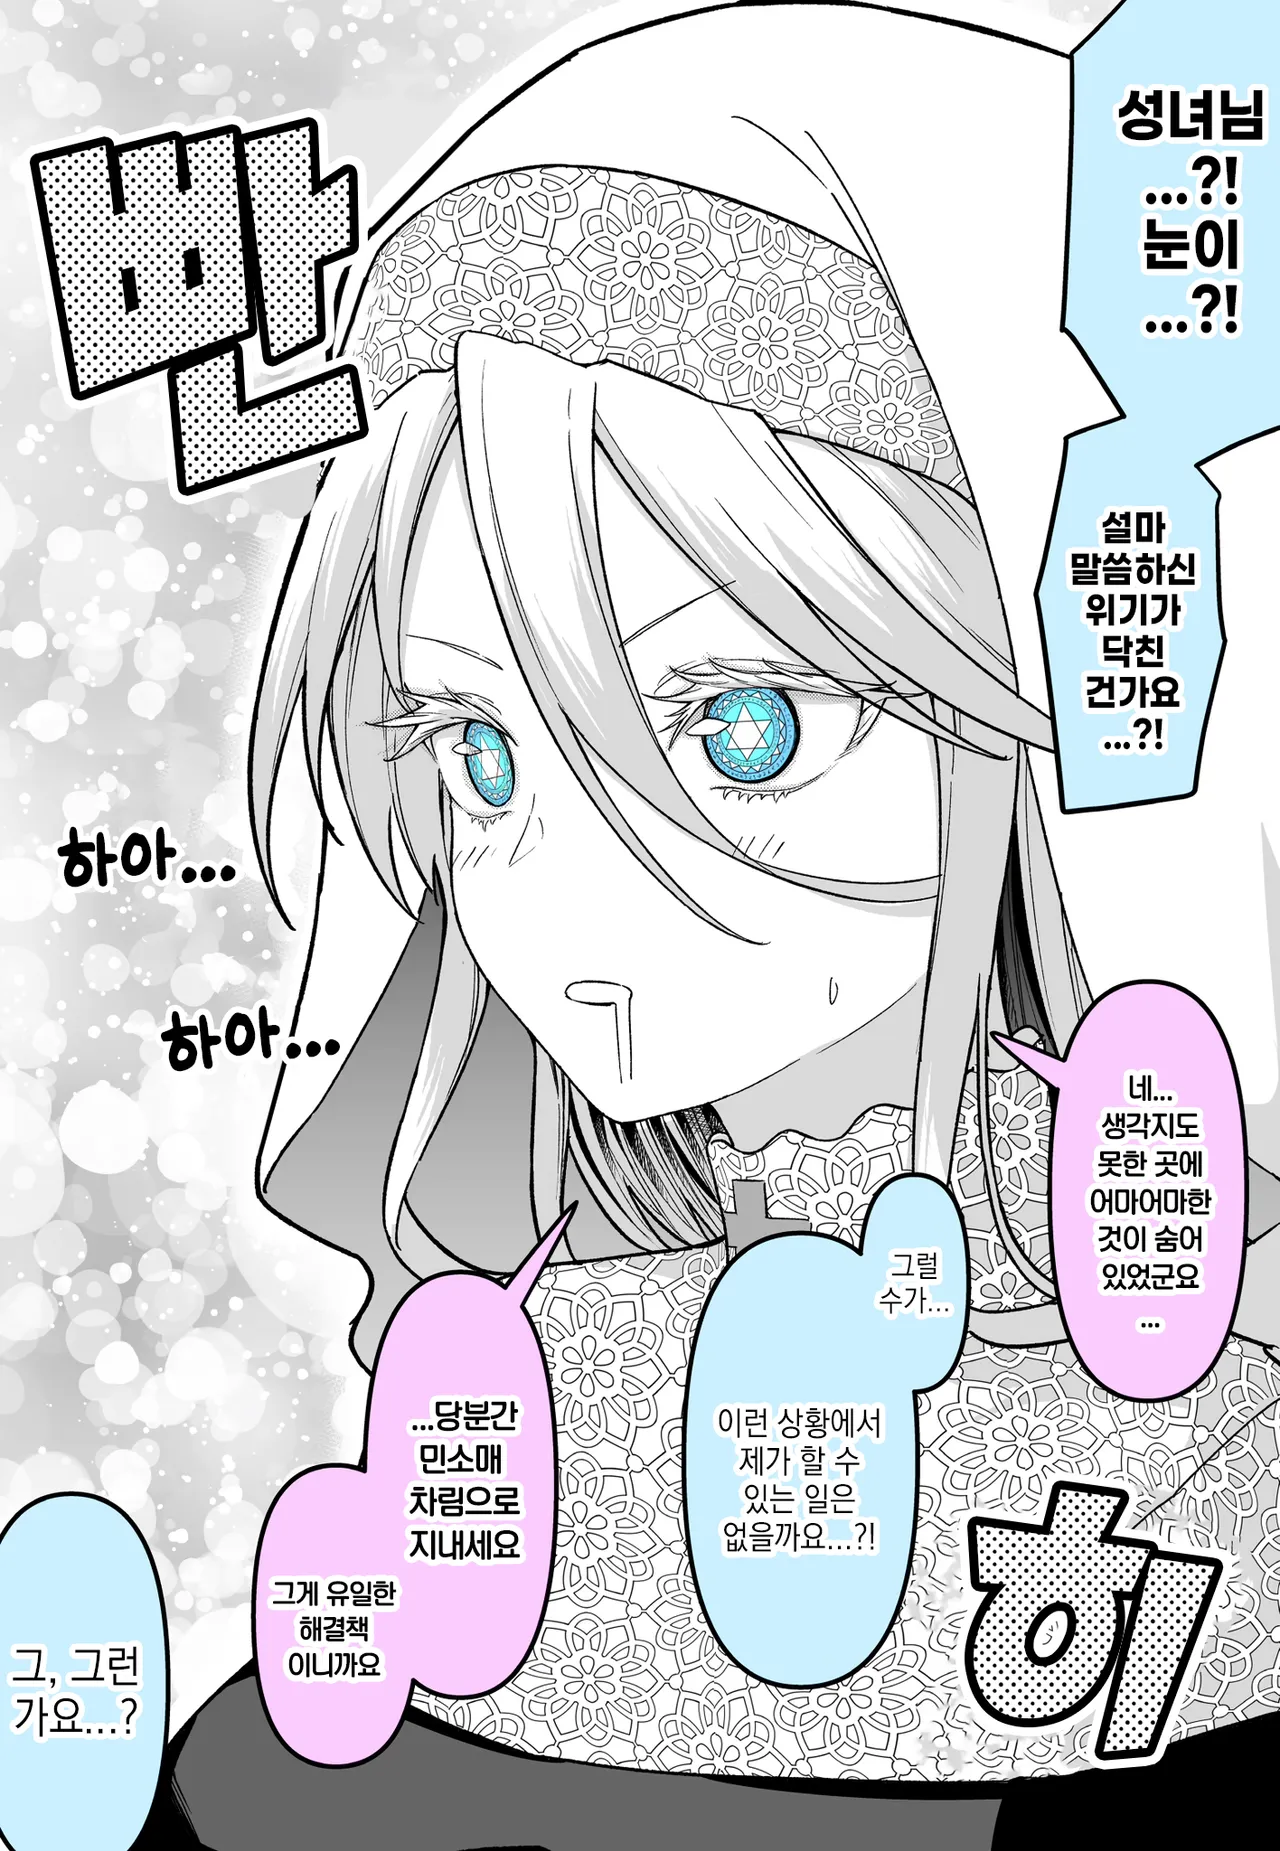 성녀님
...?!
눈이
...?!
빤
히
설마
말씀하신
위기가
닥친
건가요
...?!
하아...
하아...
네...
생각지도
못한 곳에
어마어마한
것이 숨어
있었군요
...
그럴
수가...
이런 상황에서
제가 할 수
있는 일은
없을까요...?!
...당분간
민소매
차림으로
지내세요
그게 유일한
해결책
이니까요
그, 그런
가요...?